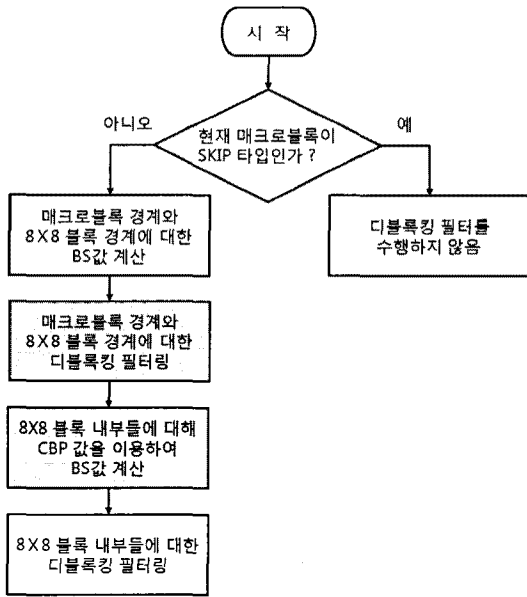 시 작
현재 매크로블록이
SKIP 타입인가 ?
아니오
예
매크로블록 경계와
8X8 블록 경계에 대한
BS값 계산
디블록킹 필터를
수행하지 않음
매크로블록 경계와
8X8 블록 경계에 대한
디블록킹 필터링
8X8 블록 내부들에 대해
CBP 값을 이용하여
BS값 계산
8X8 블록 내부들에 대한
디블록킹 필터링